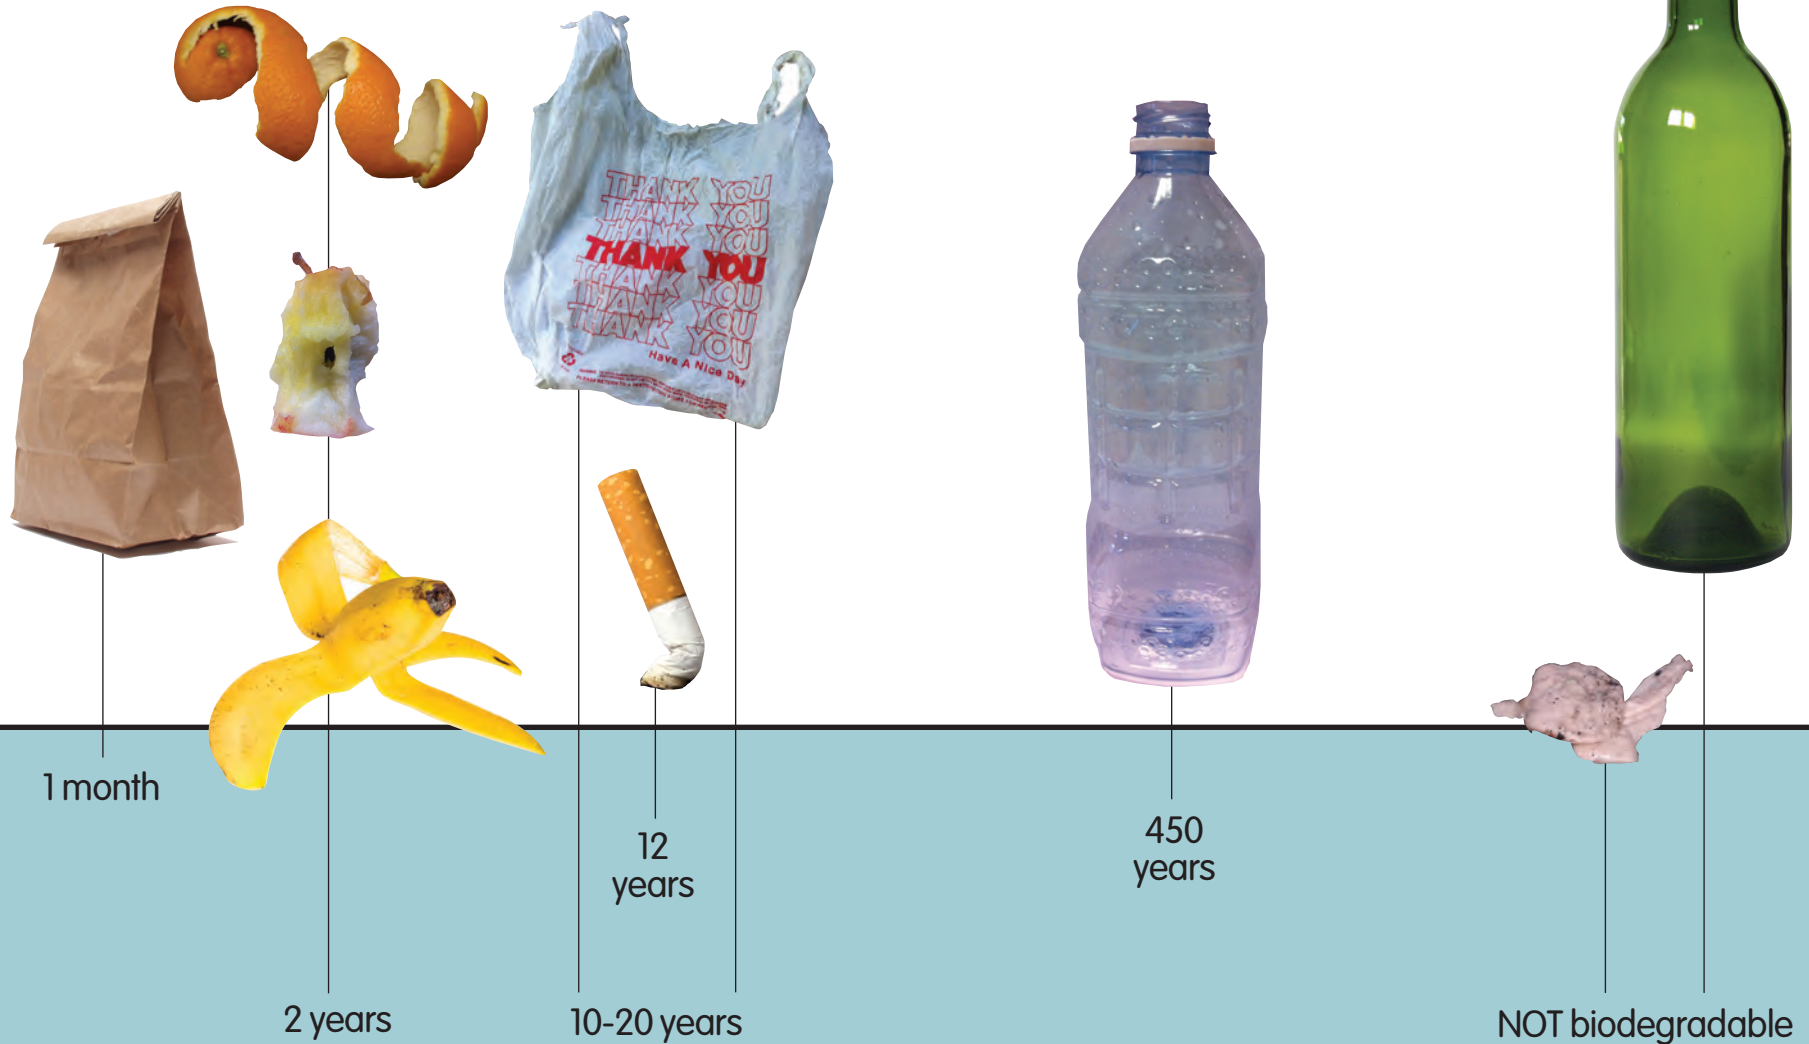 THANK YOU
THANK YOU
THANK YOU
THANK YOU
THANK YOU
THANK YOU
THANK YOU
Have A Nice Day
1 month
12
years
450
years
2 years
10-20 years
NOT biodegradable